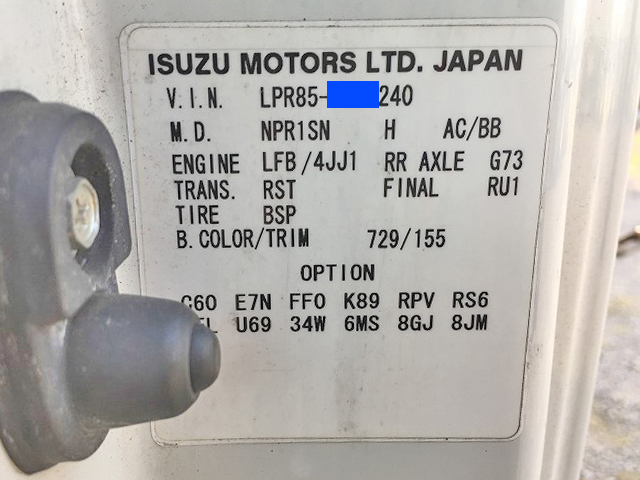 ISUZU MOTORS LTD. JAPAN
V.I.N. LPR85- 240
M.D. NPR1SN H AC/BB
ENGINE LFB/4JJ1 RR AXLE G73
TRANS. RST FINAL RU1
TIRE BSP
B.COLOR/TRIM 729/155
OPTION
C60 E7N FF0 K89 RPV RS6
U69 34W 6MS 8GJ 8JM